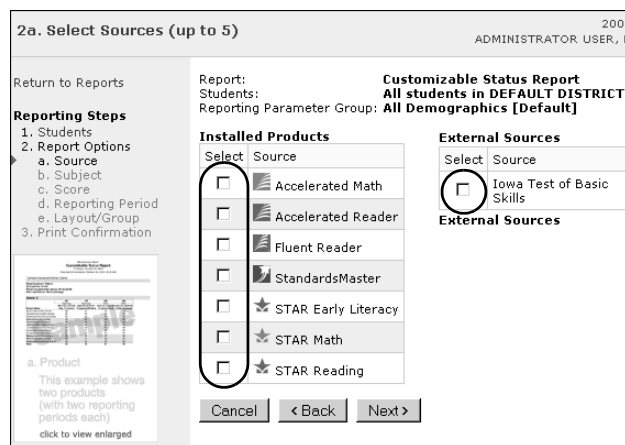 2a. Select Sources (up to 5)
200
ADMINISTRATOR USER,
Return to Reports
Reporting Steps
1. Students
2. Report Options
a. Source
b. Subject
c. Score
d. Reporting Period
e. Layout/Group
3. Print Confirmation
Sample
a. Product
This example shows
two products
(with two reporting
periods each)
click to view enlarged
Report: Customizable Status Report
Students: All students in DEFAULT DISTRICT
Reporting Parameter Group: All Demographics [Default]
Installed Products
Select Source
Accelerated Math
Accelerated Reader
Fluent Reader
StandardsMaster
STAR Early Literacy
STAR Math
STAR Reading
Cancel < Back Next >
External Sources
Select Source
Iowa Test of Basic
Skills
External Sources